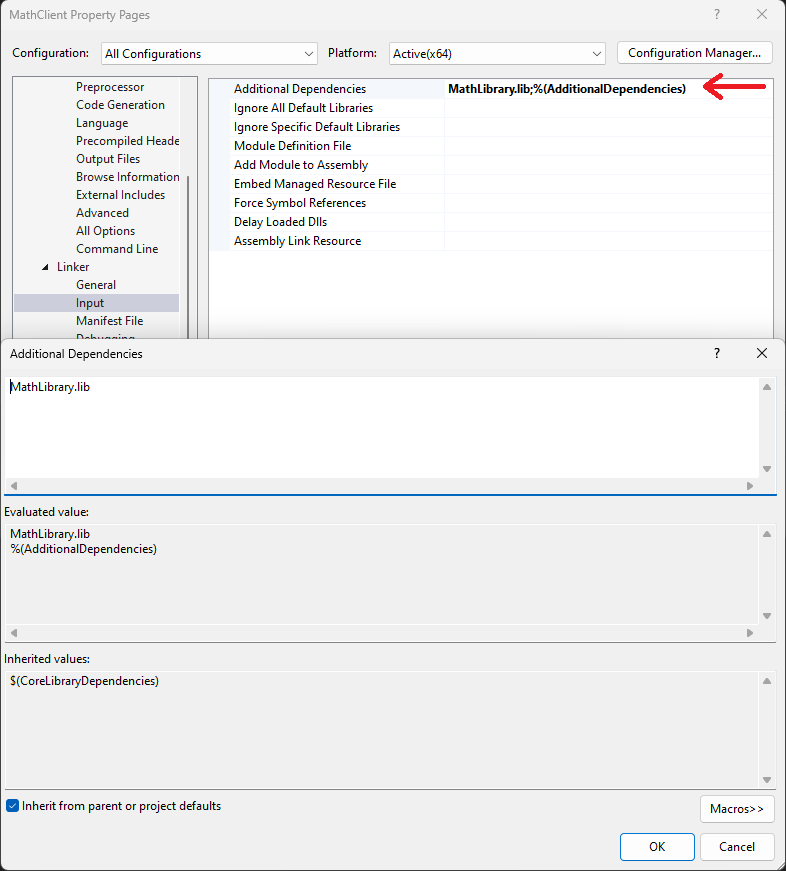 MathClient Property Pages ? ×
Configuration: All Configurations Platform: Active(x64) Configuration Manager...
Preprocessor
Code Generation
Language
Precompiled Heade
Output Files
Browse Information
External Includes
Advanced
All Options
Command Line
Linker
General
Input
Manifest File
Debugging
Additional Dependencies MathLibrary.lib;%(AdditionalDependencies)
Ignore All Default Libraries
Ignore Specific Default Libraries
Module Definition File
Add Module to Assembly
Embed Managed Resource File
Force Symbol References
Delay Loaded Dlls
Assembly Link Resource
Additional Dependencies ? ×
MathLibrary.lib
Evaluated value:
MathLibrary.lib
%(AdditionalDependencies)
Inherited values:
$(CoreLibraryDependencies)
Inherit from parent or project defaults
Macros>>
OK Cancel